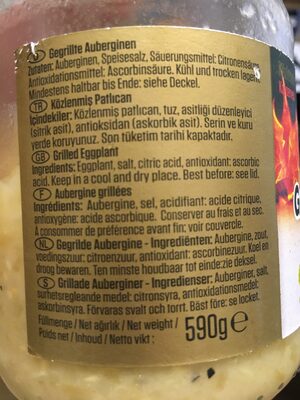 D Gegrillte Auberginen
Zutaten: Auberginen, Speisesalz, Säuerungsmittel: Citronensäure,
Antioxidationsmittel: Ascorbinsäure. Kühl und trocken lagern.
Mindestens haltbar bis Ende: siehe Deckel.
TR Közlenmiş Patlıcan
İçindekiler: Közlenmiş patlıcan, tuz, asitliği düzenleyici
(sitrik asit), antioksidan (askorbik asit). Serin ve kuru
yerde koruyunuz. Son tüketim tarihi kapaktadır.
GB Grilled Eggplant
Ingredients: Eggplant, salt, citric acid, antioxidant: ascorbic
acid. Keep in a cool and dry place. Best before: see lid.
F Aubergine grillées
Ingrédients: Aubergine, sel, acidifiant: acide citrique,
antioxygène: acide ascorbique. Conserver au frais et au sec.
A consommer de préférence avant fin: voir couvercle.
NL Gegrilde Aubergine - Ingrediënten: Aubergine, zout,
voedingszuur: citroenzuur, antioxidant: ascorbinezuur. Koel en
droog bewaren. Ten minste houdbaar tot einde:zie deksel.
S Grillade Auberginer - Ingredienser: Auberginer, salt,
surhetsregleande medel: citronsyra, antioxidationsmedel:
askorbinsyra. Förvaras svalt och torrt. Bäst före: se locket.
Füllmenge / Net ağırlık / Net weight /
Poids net / Inhoud / Netto vikt : 590g e